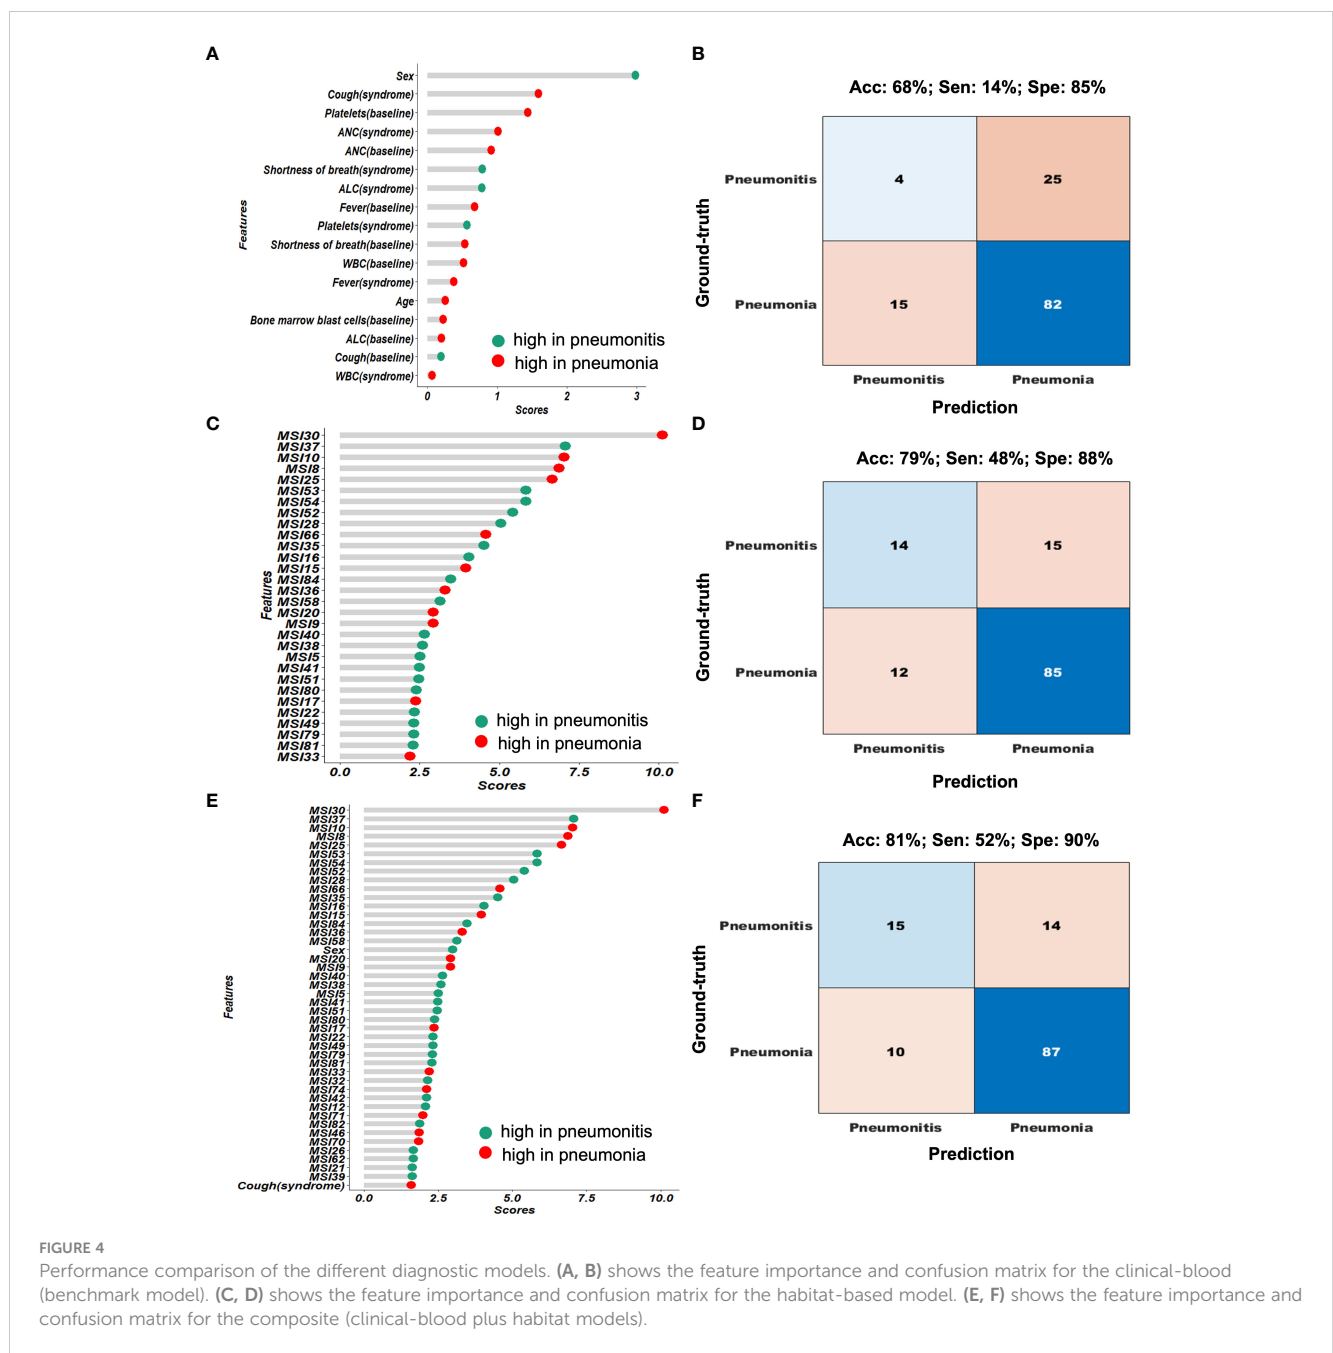 A
Sex
Cough(syndrome)
Platelets(baseline)
ANC(syndrome)
ANC(baseline)
Shortness of breath(syndrome)
ALC(syndrome)
Fever(baseline)
Platelets(syndrome)
Shortness of breath(baseline)
WBC(baseline)
Fever(syndrome)
Age
Bone marrow blast cells(baseline)
ALC(baseline)
Cough(baseline)
WBC(syndrome)
Features
high in pneumonitis
high in pneumonia
0 1 2 3
Scores
B
Acc: 68%; Sen: 14%; Spe: 85%
Ground-truth
Pneumonitis 4 25
Pneumonia 15 82
Pneumonitis Pneumonia
Prediction
C
MSI30
MSI37
MSI10
MSI8
MSI25
MSI53
MSI54
MSI52
MSI28
MSI66
MSI35
MSI16
MSI15
MSI84
MSI36
MSI58
MSI20
MSI9
MSI40
MSI38
MSI5
MSI41
MSI51
MSI80
MSI17
MSI22
MSI49
MSI79
MSI81
MSI33
Features
high in pneumonitis
high in pneumonia
0.0 2.5 5.0 7.5 10.0
Scores
D
Acc: 79%; Sen: 48%; Spe: 88%
Ground-truth
Pneumonitis 14 15
Pneumonia 12 85
Pneumonitis Pneumonia
Prediction
E
MSI30
MSI37
MSI10
MSI8
MSI25
MSI53
MSI54
MSI52
MSI28
MSI66
MSI35
MSI16
MSI15
MSI84
MSI36
MSI58
Sex
MSI20
MSI9
MSI40
MSI38
MSI5
MSI41
MSI51
MSI80
MSI17
MSI22
MSI49
MSI79
MSI81
MSI33
MSI32
MSI74
MSI42
MSI12
MSI71
MSI82
MSI46
MSI70
MSI26
MSI62
MSI21
MSI39
Cough(syndrome)
Features
high in pneumonitis
high in pneumonia
0.0 2.5 5.0 7.5 10.0
Scores
F
Acc: 81%; Sen: 52%; Spe: 90%
Ground-truth
Pneumonitis 15 14
Pneumonia 10 87
Pneumonitis Pneumonia
Prediction
FIGURE 4
Performance comparison of the different diagnostic models. (A, B) shows the feature importance and confusion matrix for the clinical-blood
(benchmark model). (C, D) shows the feature importance and confusion matrix for the habitat-based model. (E, F) shows the feature importance and
confusion matrix for the composite (clinical-blood plus habitat models).